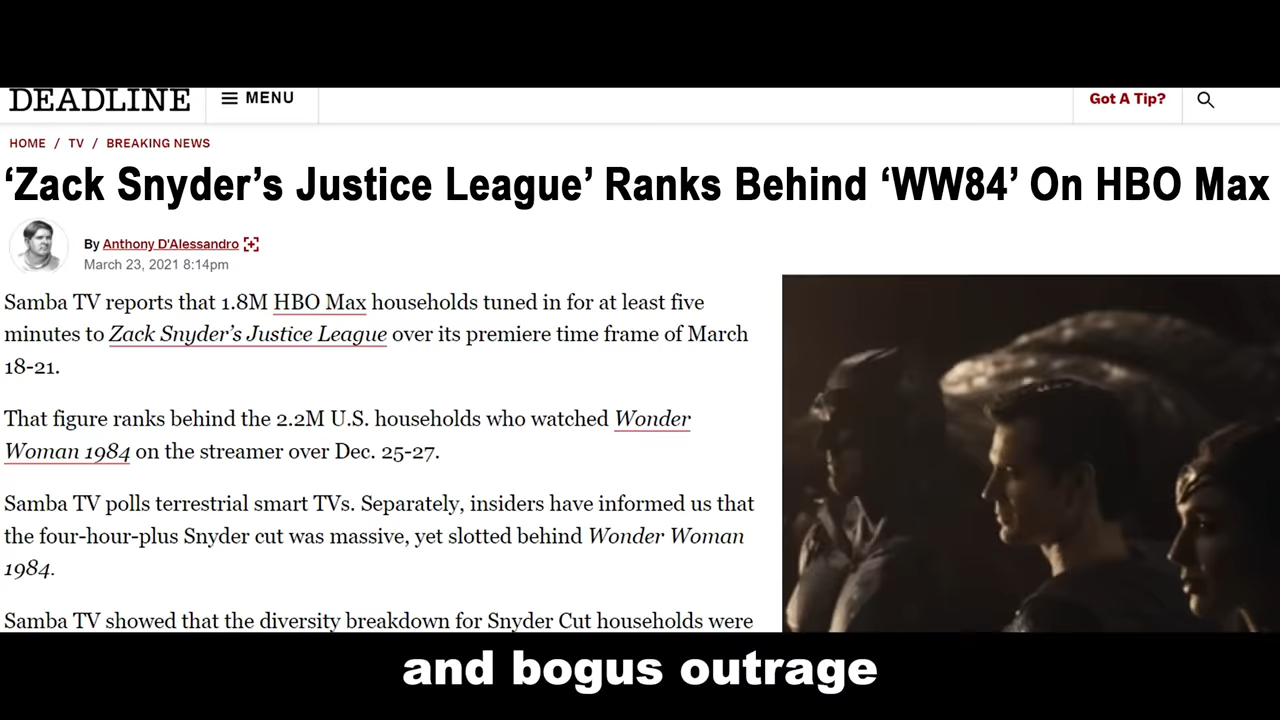 DEADLINE
MENU
Got A Tip?
HOME / TV / BREAKING NEWS
‘Zack Snyder’s Justice League’ Ranks Behind ‘WW84’ On HBO Max
By Anthony D'Alessandro
March 23, 2021 8:14pm
Samba TV reports that 1.8M HBO Max households tuned in for at least five
minutes to Zack Snyder’s Justice League over its premiere time frame of March
18-21.
That figure ranks behind the 2.2M U.S. households who watched Wonder
Woman 1984 on the streamer over Dec. 25-27.
Samba TV polls terrestrial smart TVs. Separately, insiders have informed us that
the four-hour-plus Snyder cut was massive, yet slotted behind Wonder Woman
1984.
Samba TV showed that the diversity breakdown for Snyder Cut households were
and bogus outrage